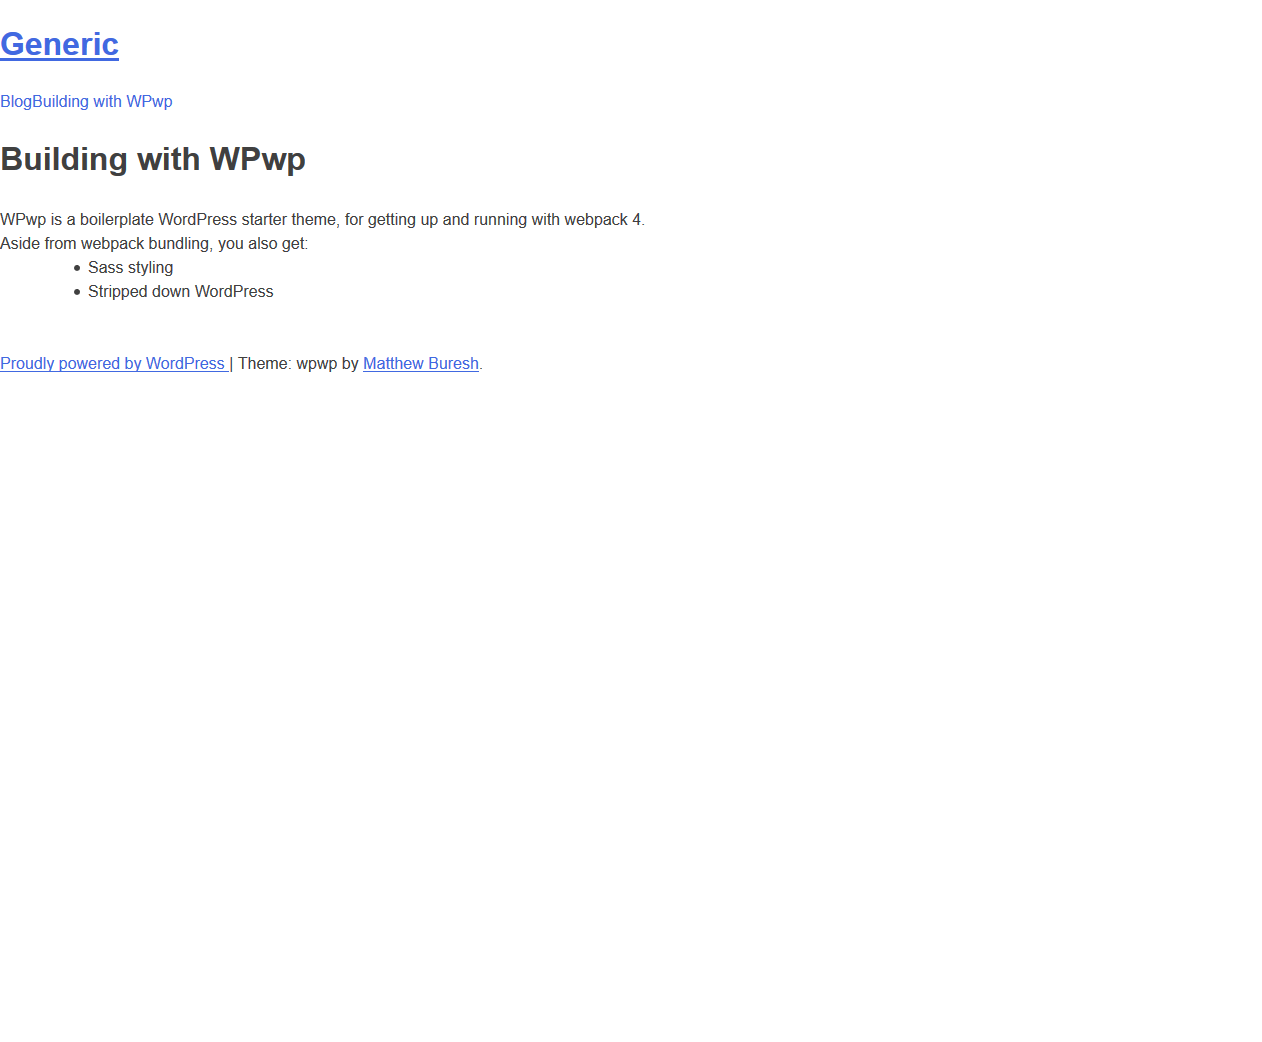 Generic
BlogBuilding with WPwp
Building with WPwp
WPwp is a boilerplate WordPress starter theme, for getting up and running with webpack 4.
Aside from webpack bundling, you also get:
• Sass styling
• Stripped down WordPress
Proudly powered by WordPress | Theme: wpwp by Matthew Buresh.